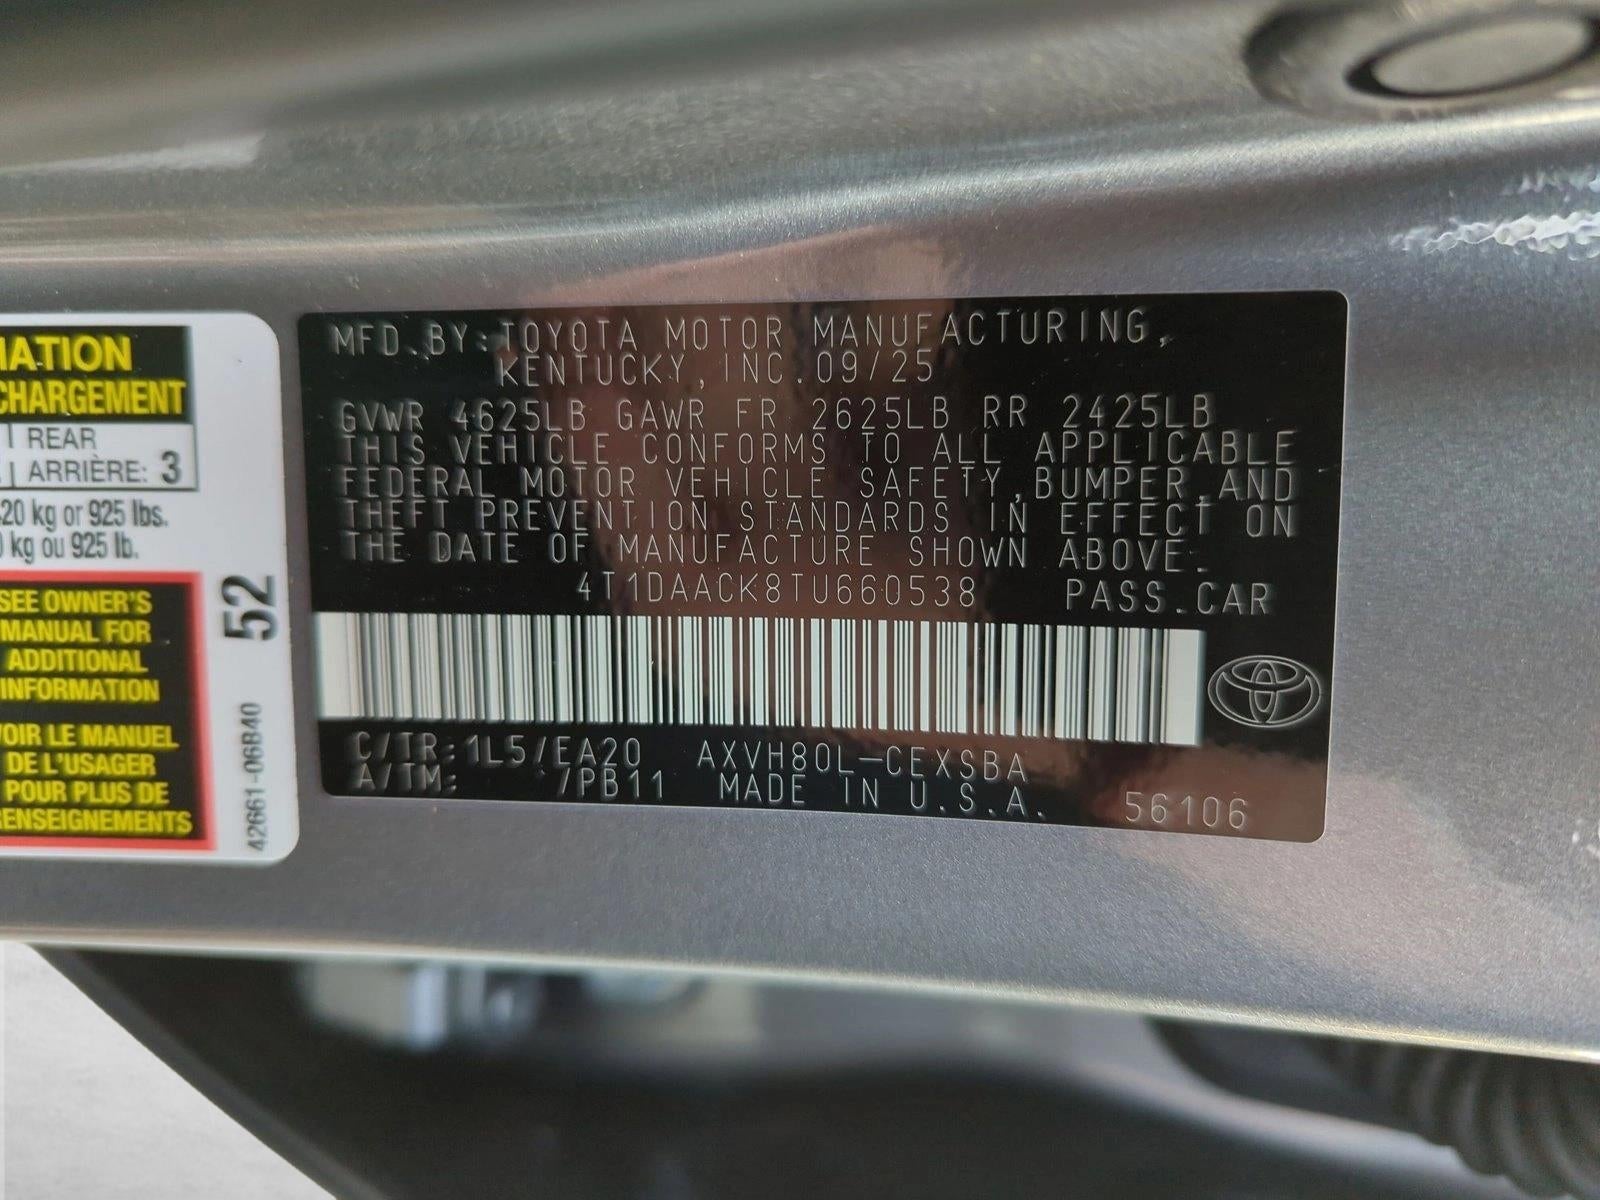 MATION
CHARGEMENT
REAR
ARRIÈRE: 3
420 kg or 925 lbs.
0 kg ou 925 lb.
SEE OWNER'S
MANUAL FOR
ADDITIONAL
INFORMATION
VOIR LE MANUEL
DE L'USAGER
POUR PLUS DE
RENSEIGNEMENTS
52
42661-06B40
MFD.BY:TOYOTA MOTOR MANUFACTURING,
KENTUCKY,INC.09/25
GVWR 4625LB GAWR FR 2625LB RR 2425LB
THIS VEHICLE CONFORMS TO ALL APPLICABLE
FEDERAL MOTOR VEHICLE SAFETY,BUMPER,AND
THEFT PREVENTION STANDARDS IN EFFECT ON
THE DATE OF MANUFACTURE SHOWN ABOVE.
4T1DAACK8TU660538 PASS.CAR
C/TR:1L5/EA20 AXVH80L-CEXSBA
A/TM: /PB11 MADE IN U.S.A. 56106